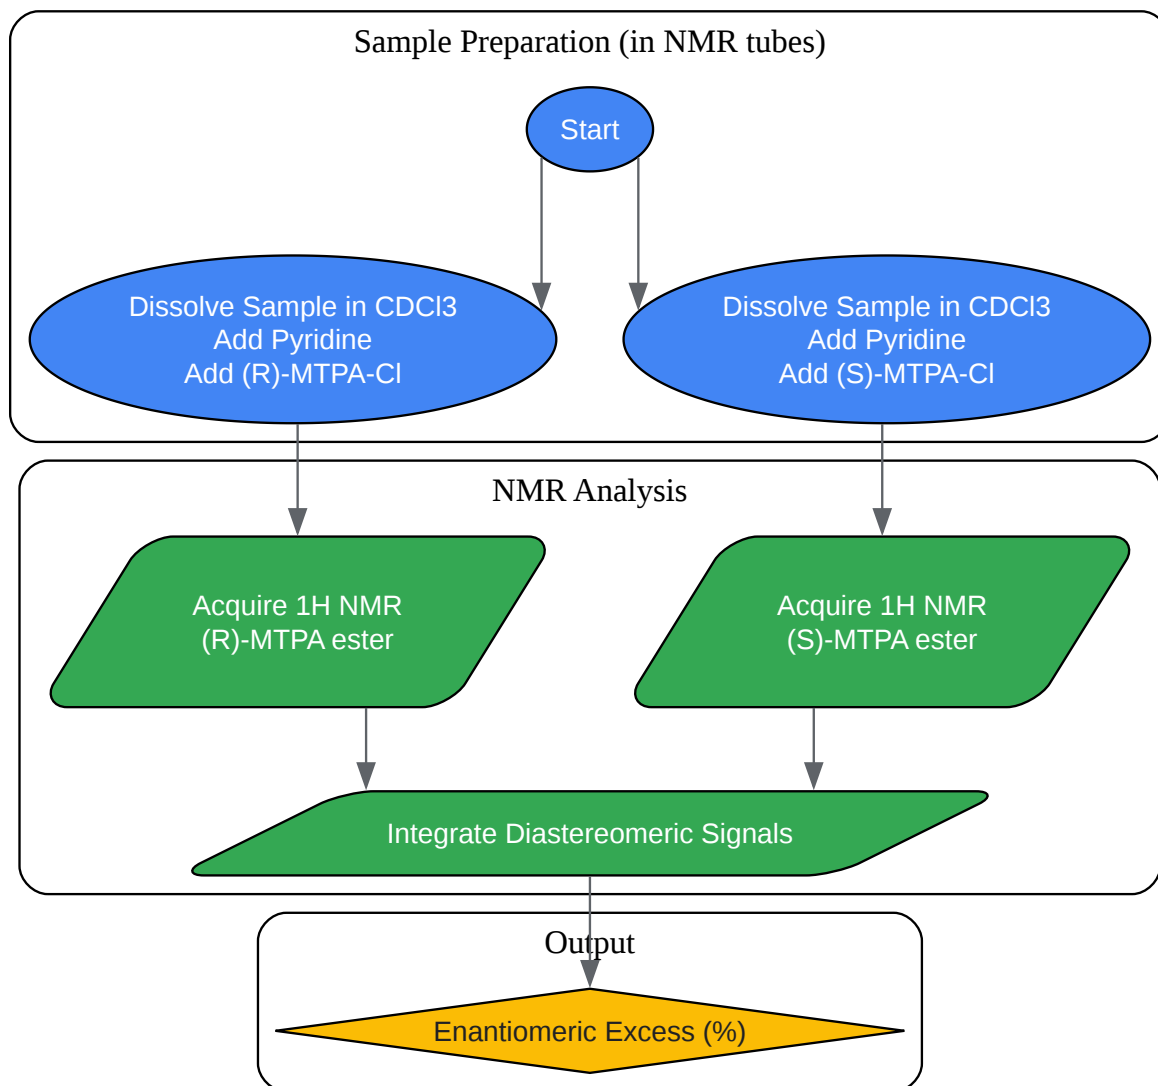 Sample Preparation (in NMR tubes)
Start
Dissolve Sample in CDCl3
Add Pyridine
Add (R)-MTPA-Cl
Dissolve Sample in CDCl3
Add Pyridine
Add (S)-MTPA-Cl
NMR Analysis
Acquire 1H NMR
(R)-MTPA ester
Acquire 1H NMR
(S)-MTPA ester
Integrate Diastereomeric Signals
Output
Enantiomeric Excess (%)